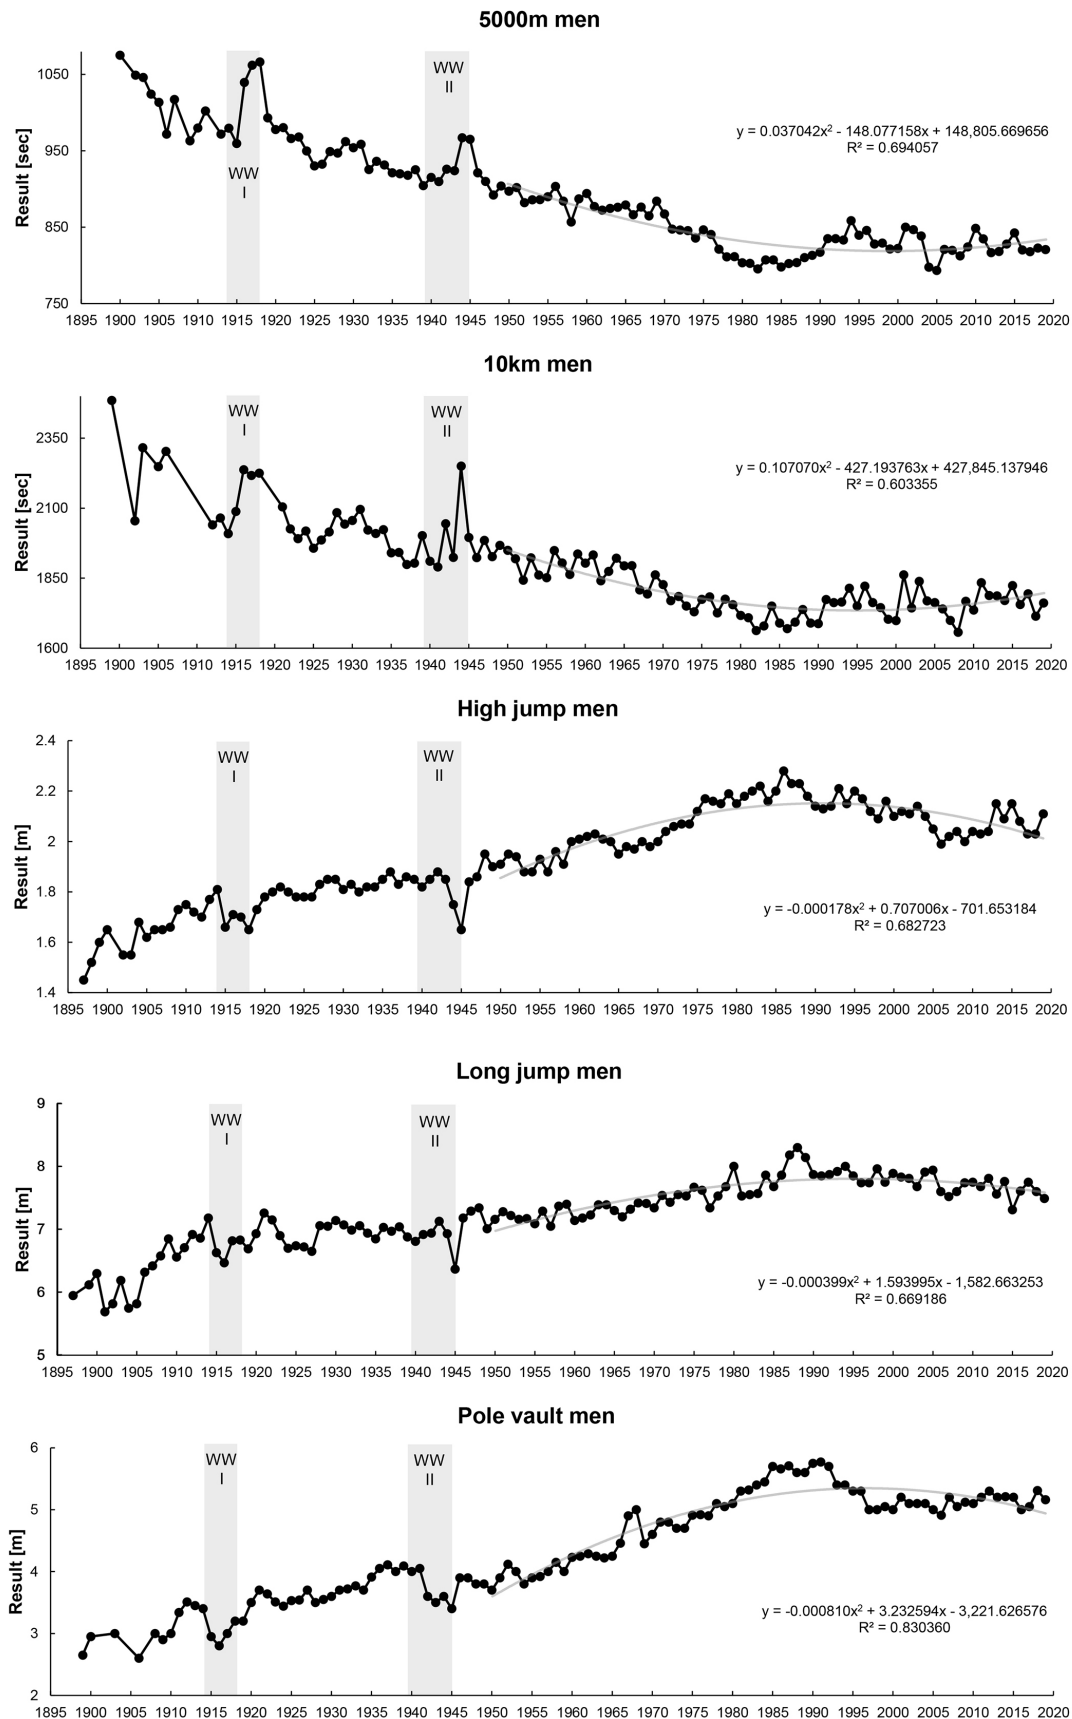 5000m men
1050
950
850
750
Result [sec]
WW
I
WW
II
y = 0.037042x² - 148.077158x + 148,805.669656
R² = 0.694057
1895 1900 1905 1910 1915 1920 1925 1930 1935 1940 1945 1950 1955 1960 1965 1970 1975 1980 1985 1990 1995 2000 2005 2010 2015 2020
10km men
2350
2100
1850
1600
Result [sec]
WW
I
WW
II
y = 0.107070x² - 427.193763x + 427,845.137946
R² = 0.603355
1895 1900 1905 1910 1915 1920 1925 1930 1935 1940 1945 1950 1955 1960 1965 1970 1975 1980 1985 1990 1995 2000 2005 2010 2015 2020
High jump men
2.4
2.2
2
1.8
1.6
1.4
Result [m]
WW
I
WW
II
y = -0.000178x² + 0.707006x - 701.653184
R² = 0.682723
1895 1900 1905 1910 1915 1920 1925 1930 1935 1940 1945 1950 1955 1960 1965 1970 1975 1980 1985 1990 1995 2000 2005 2010 2015 2020
Long jump men
9
8
7
6
5
Result [m]
WW
I
WW
II
y = -0.000399x² + 1.593995x - 1,582.663253
R² = 0.669186
1895 1900 1905 1910 1915 1920 1925 1930 1935 1940 1945 1950 1955 1960 1965 1970 1975 1980 1985 1990 1995 2000 2005 2010 2015 2020
Pole vault men
6
5
4
3
2
Result [m]
WW
I
WW
II
y = -0.000810x² + 3.232594x - 3,221.626576
R² = 0.830360
1895 1900 1905 1910 1915 1920 1925 1930 1935 1940 1945 1950 1955 1960 1965 1970 1975 1980 1985 1990 1995 2000 2005 2010 2015 2020